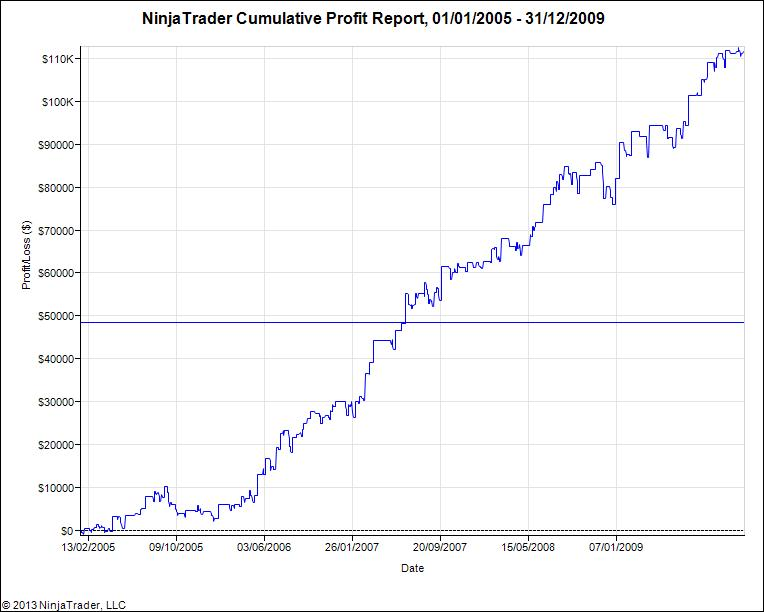 NinjaTrader Cumulative Profit Report, 01/01/2005 - 31/12/2009
$110K
$100K
$90000
$80000
$70000
$60000
$50000
$40000
$30000
$20000
$10000
$0
Profit/Loss ($)
13/02/2005 09/10/2005 03/06/2006 26/01/2007 20/09/2007 15/05/2008 07/01/2009
Date
© 2013 NinjaTrader, LLC